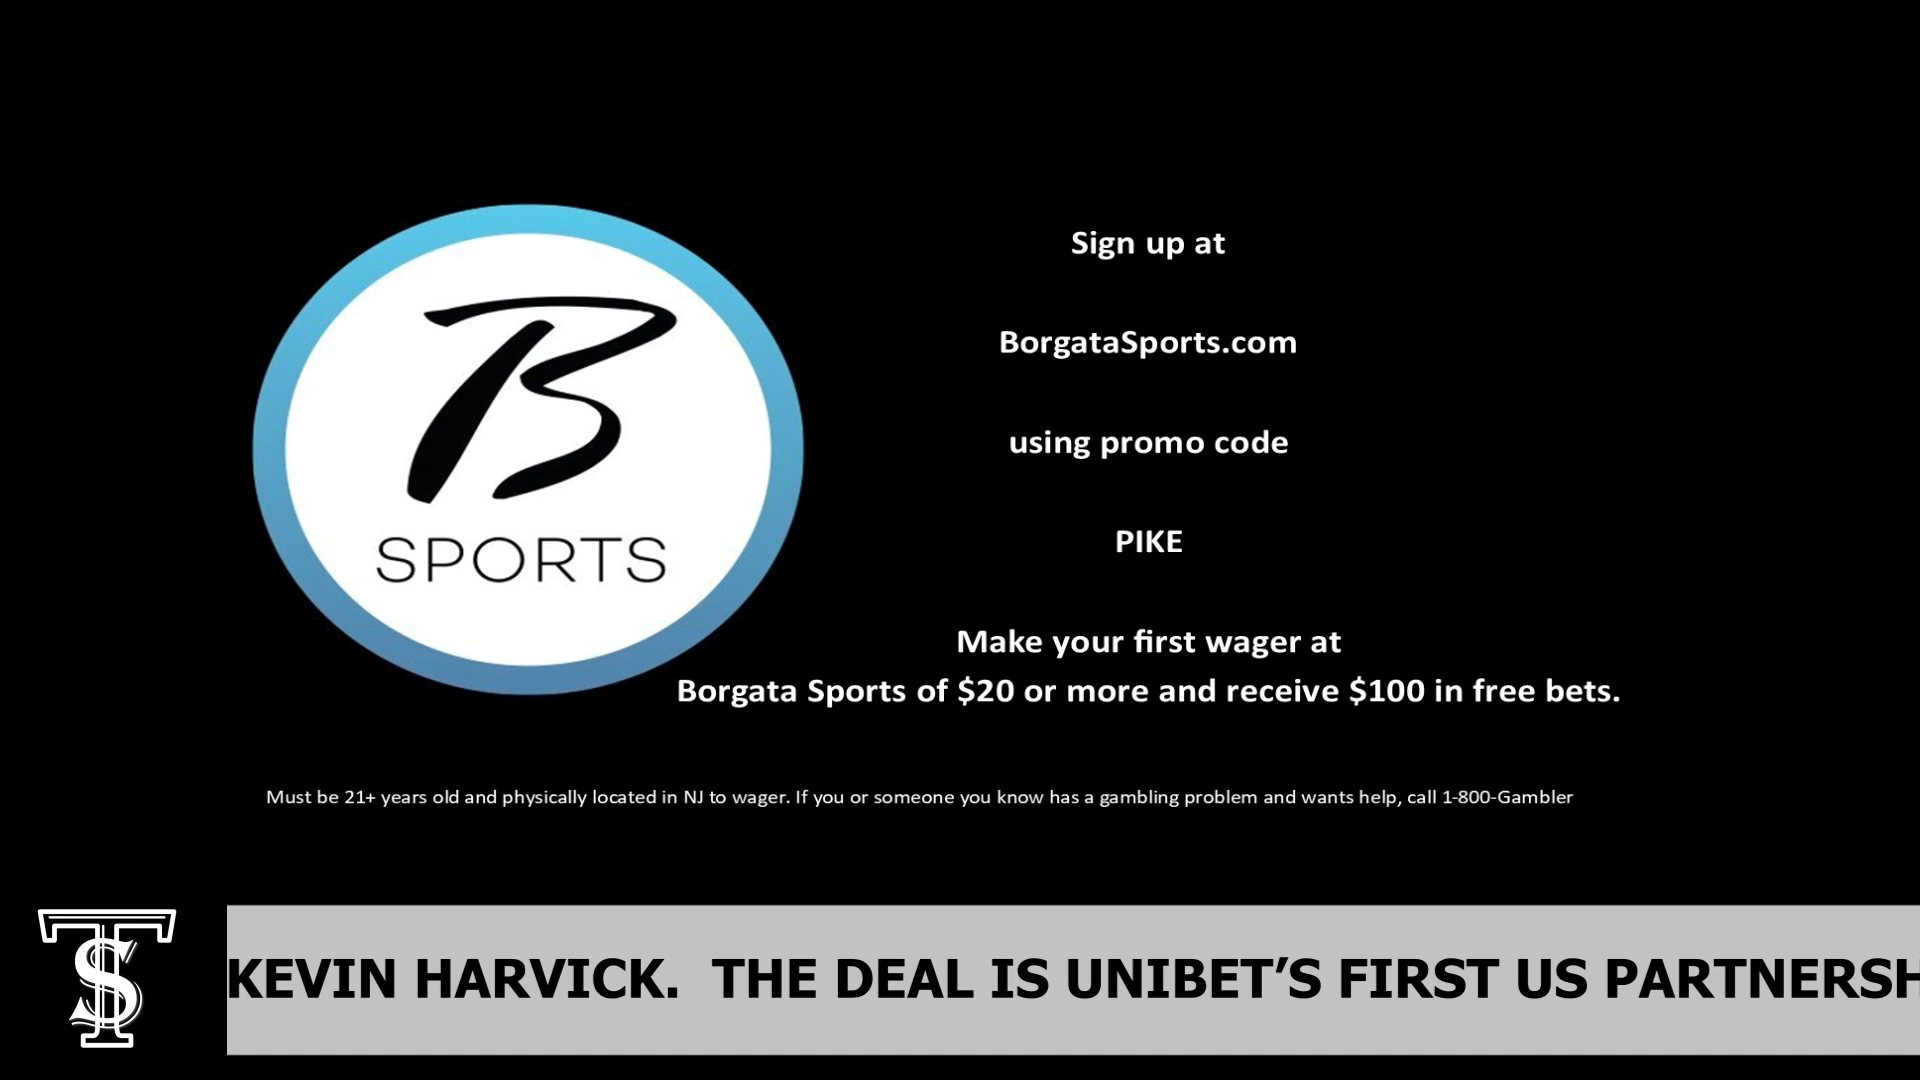 B
SPORTS
Sign up at
BorgataSports.com
using promo code
PIKE
Make your first wager at
Borgata Sports of $20 or more and receive $100 in free bets.
Must be 21+ years old and physically located in NJ to wager. If you or someone you know has a gambling problem and wants help, call 1-800-Gambler
TS
KEVIN HARVICK. THE DEAL IS UNIBET’S FIRST US PARTNERSH